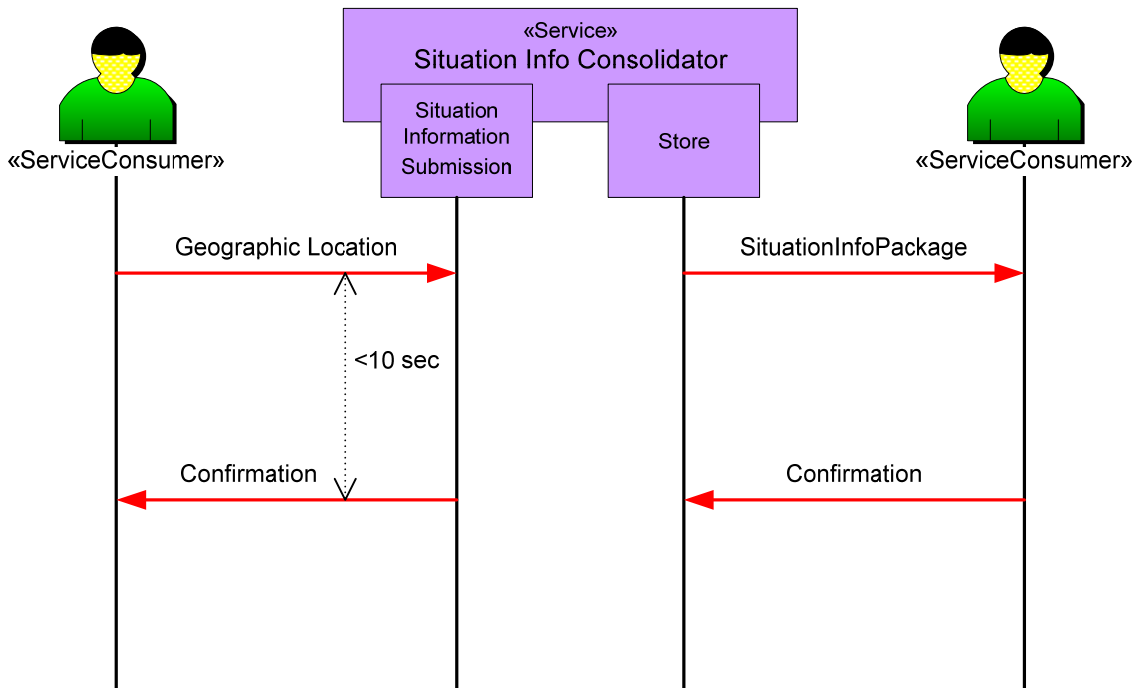 «Service»
Situation Info Consolidator
Situation
Information
Submission
Store
«ServiceConsumer»
«ServiceConsumer»
Geographic Location
SituationInfoPackage
<10 sec
Confirmation
Confirmation